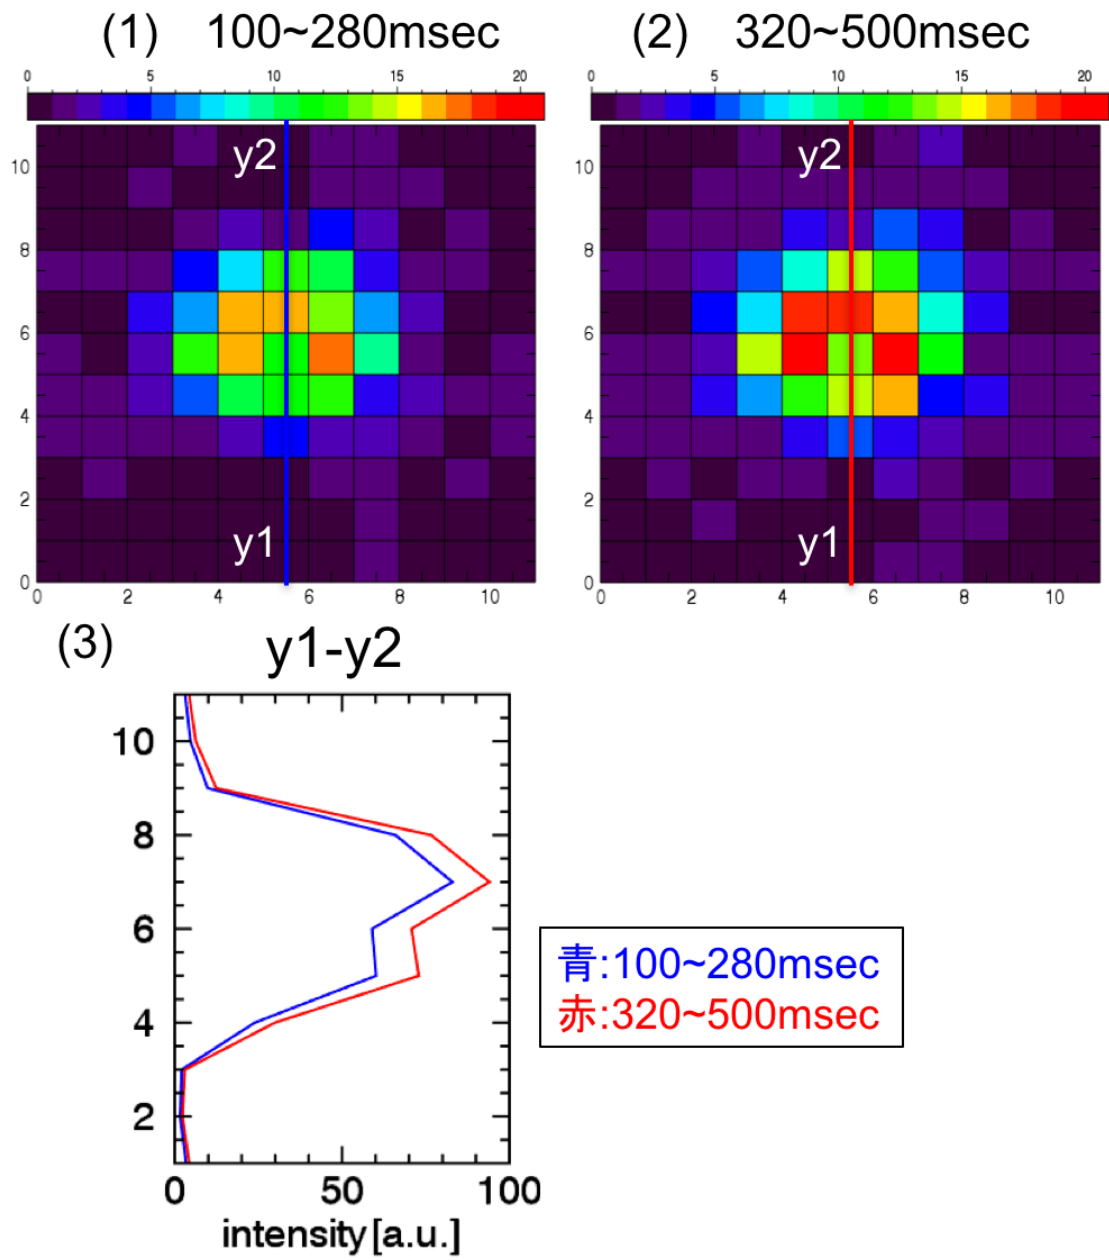 (1) 100~280msec
(2) 320~500msec
0 5 10 15 20
0 5 10 15 20
y2
y2
10
8
6
4
2
0
y1
y1
0 2 4 6 8 10
10
8
6
4
2
0
0 2 4 6 8 10
(3) y1-y2
10
8
6
4
2
0 50 100
intensity[a.u.]
青:100~280msec
赤:320~500msec